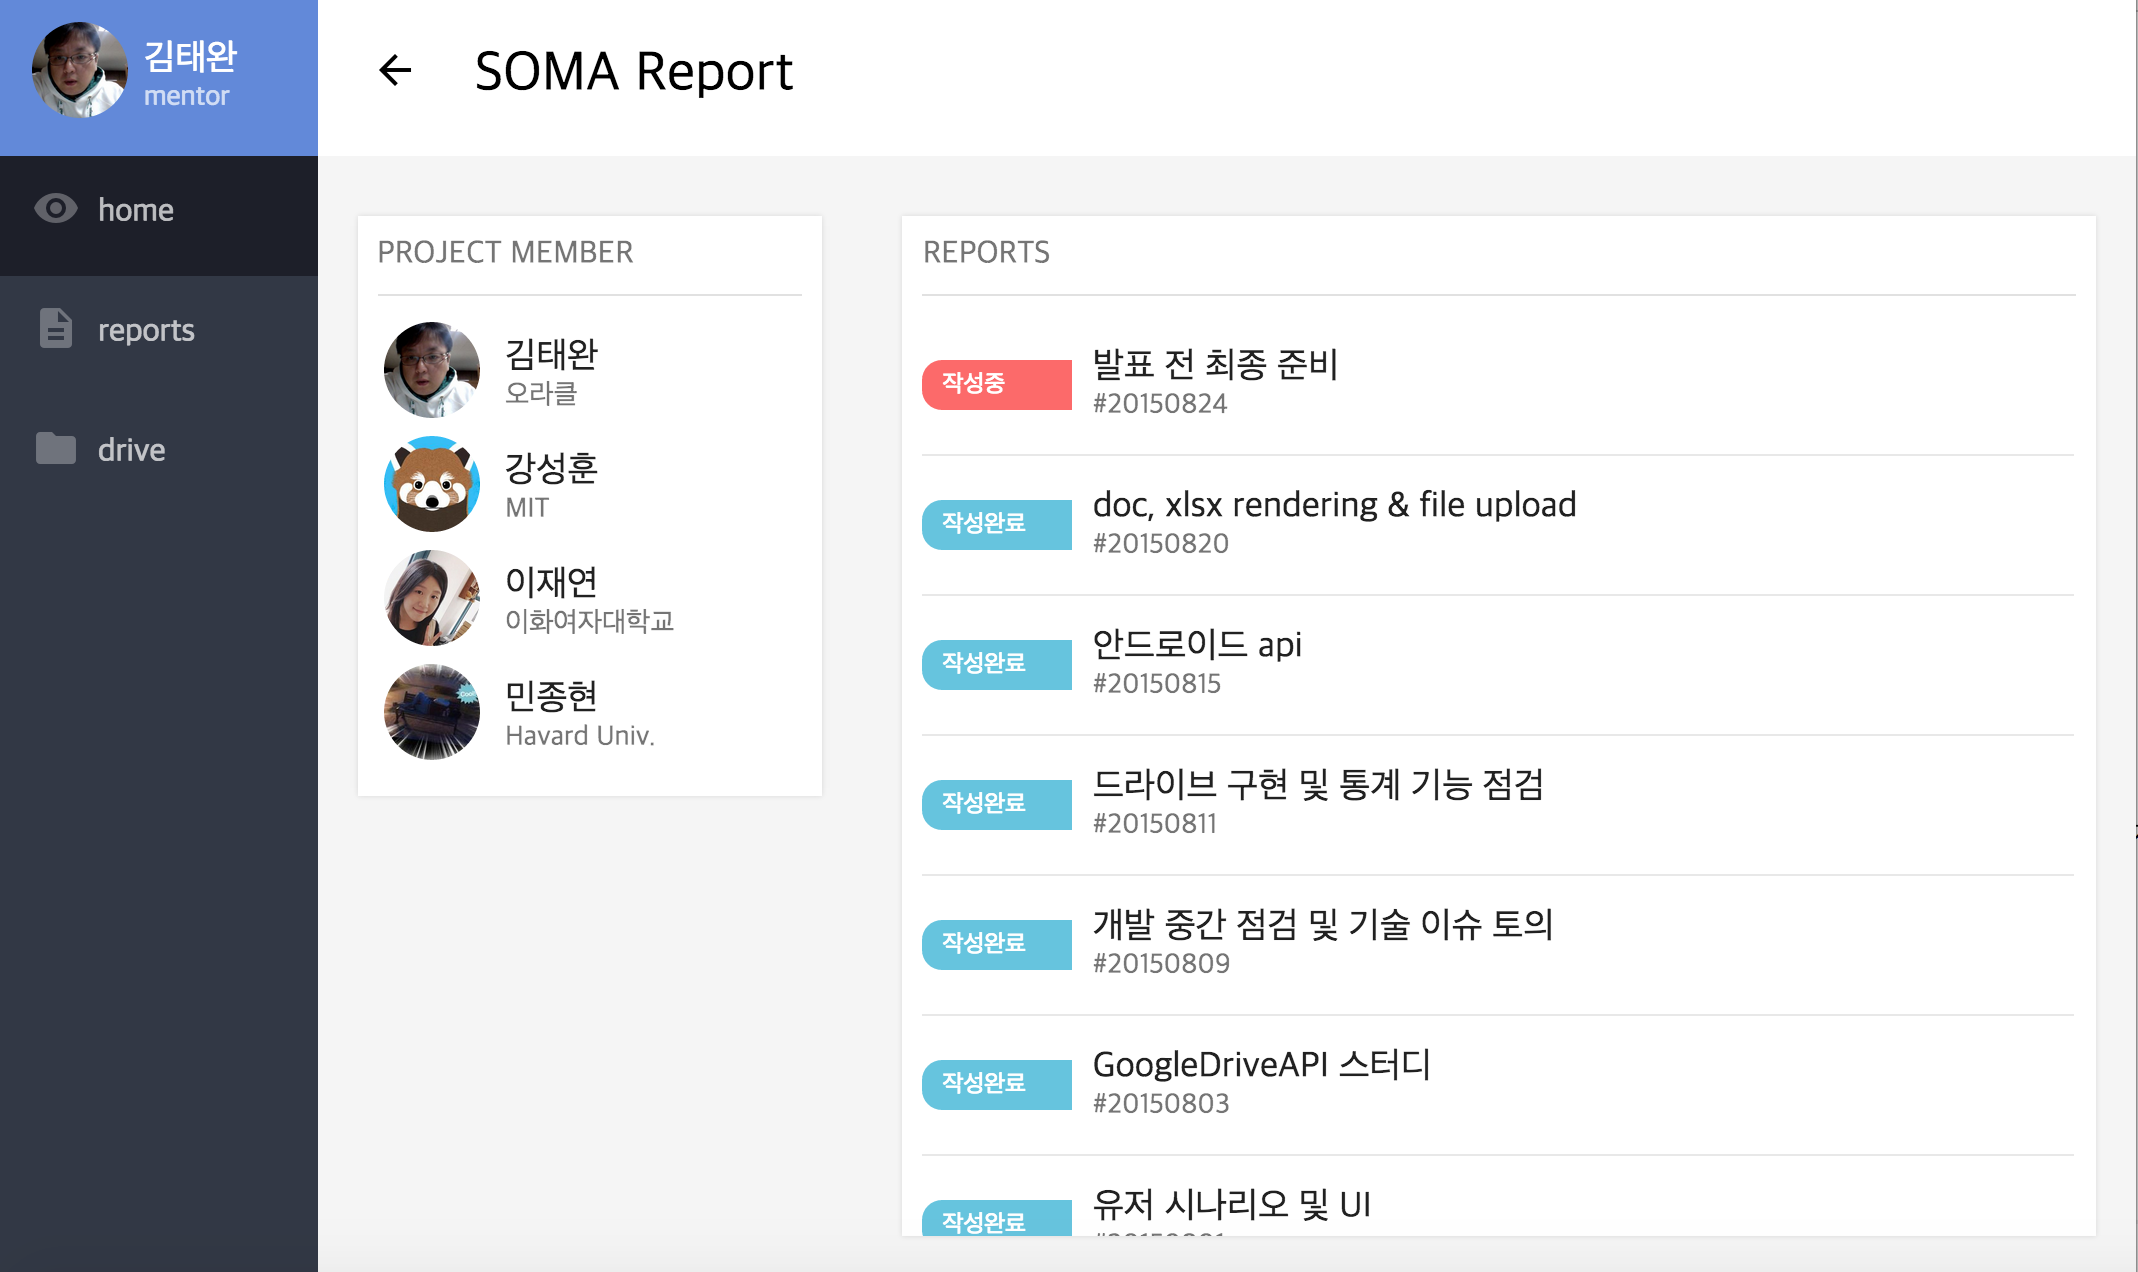 김태완
mentor
home
reports
drive
SOMA Report
PROJECT MEMBER
김태완
오라클
강성훈
MIT
이재연
이화여자대학교
민종현
Havard Univ.
REPORTS
작성중
발표 전 최종 준비
#20150824
작성완료
doc, xlsx rendering & file upload
#20150820
작성완료
안드로이드 api
#20150815
작성완료
드라이브 구현 및 통계 기능 점검
#20150811
작성완료
개발 중간 점검 및 기술 이슈 토의
#20150809
작성완료
GoogleDriveAPI 스터디
#20150803
작성완료
유저 시나리오 및 UI